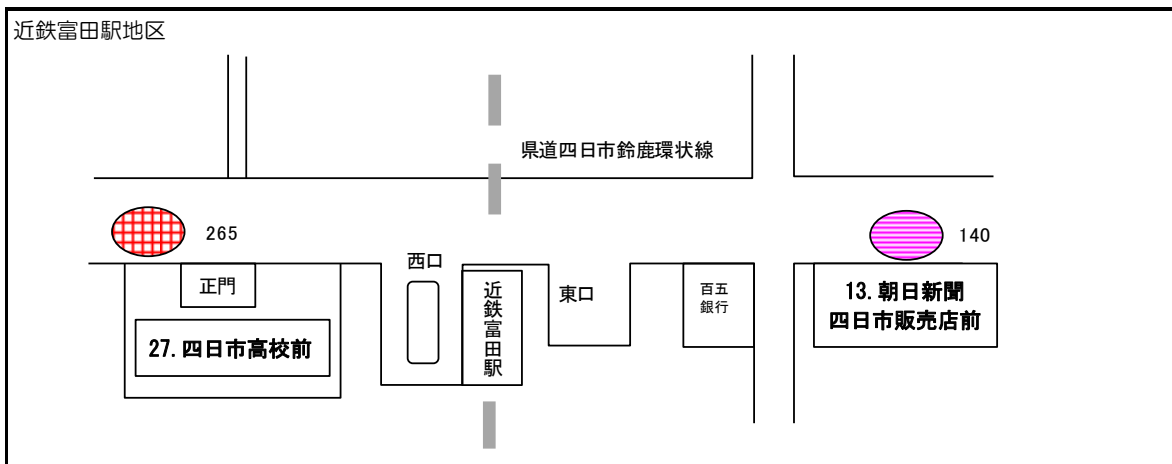 近鉄富田駅地区
県道四日市鈴鹿環状線
265
140
西口
正門
近鉄富田駅
東口
百五
銀行
13. 朝日新聞
四日市販売店前
27. 四日市高校前